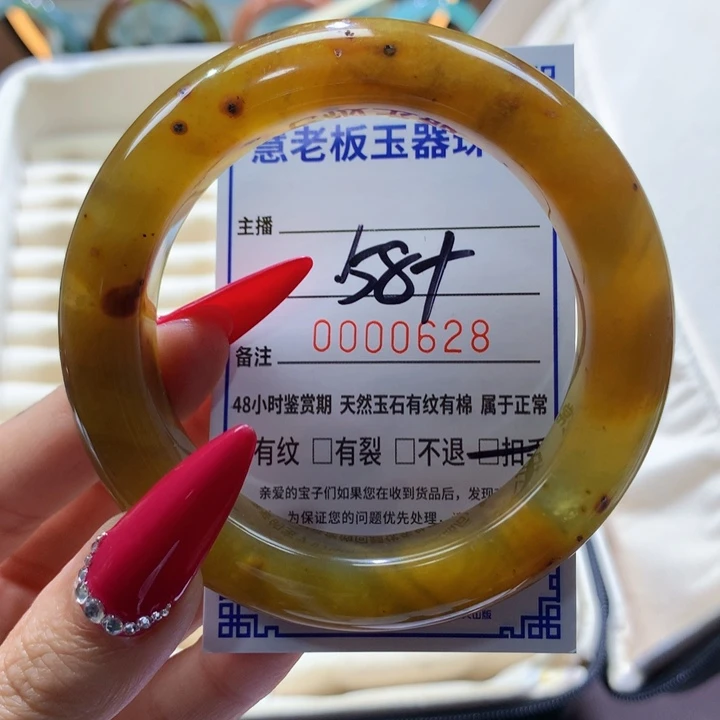 慧老板玉器珠
主播
58+
0000628
备注
48小时鉴赏期 天然玉石有纹有棉 属于正常
有纹 □有裂 □不退 □扣
亲爱的宝子们如果您在收到货品后，发现
为保证您的问题优先处理.